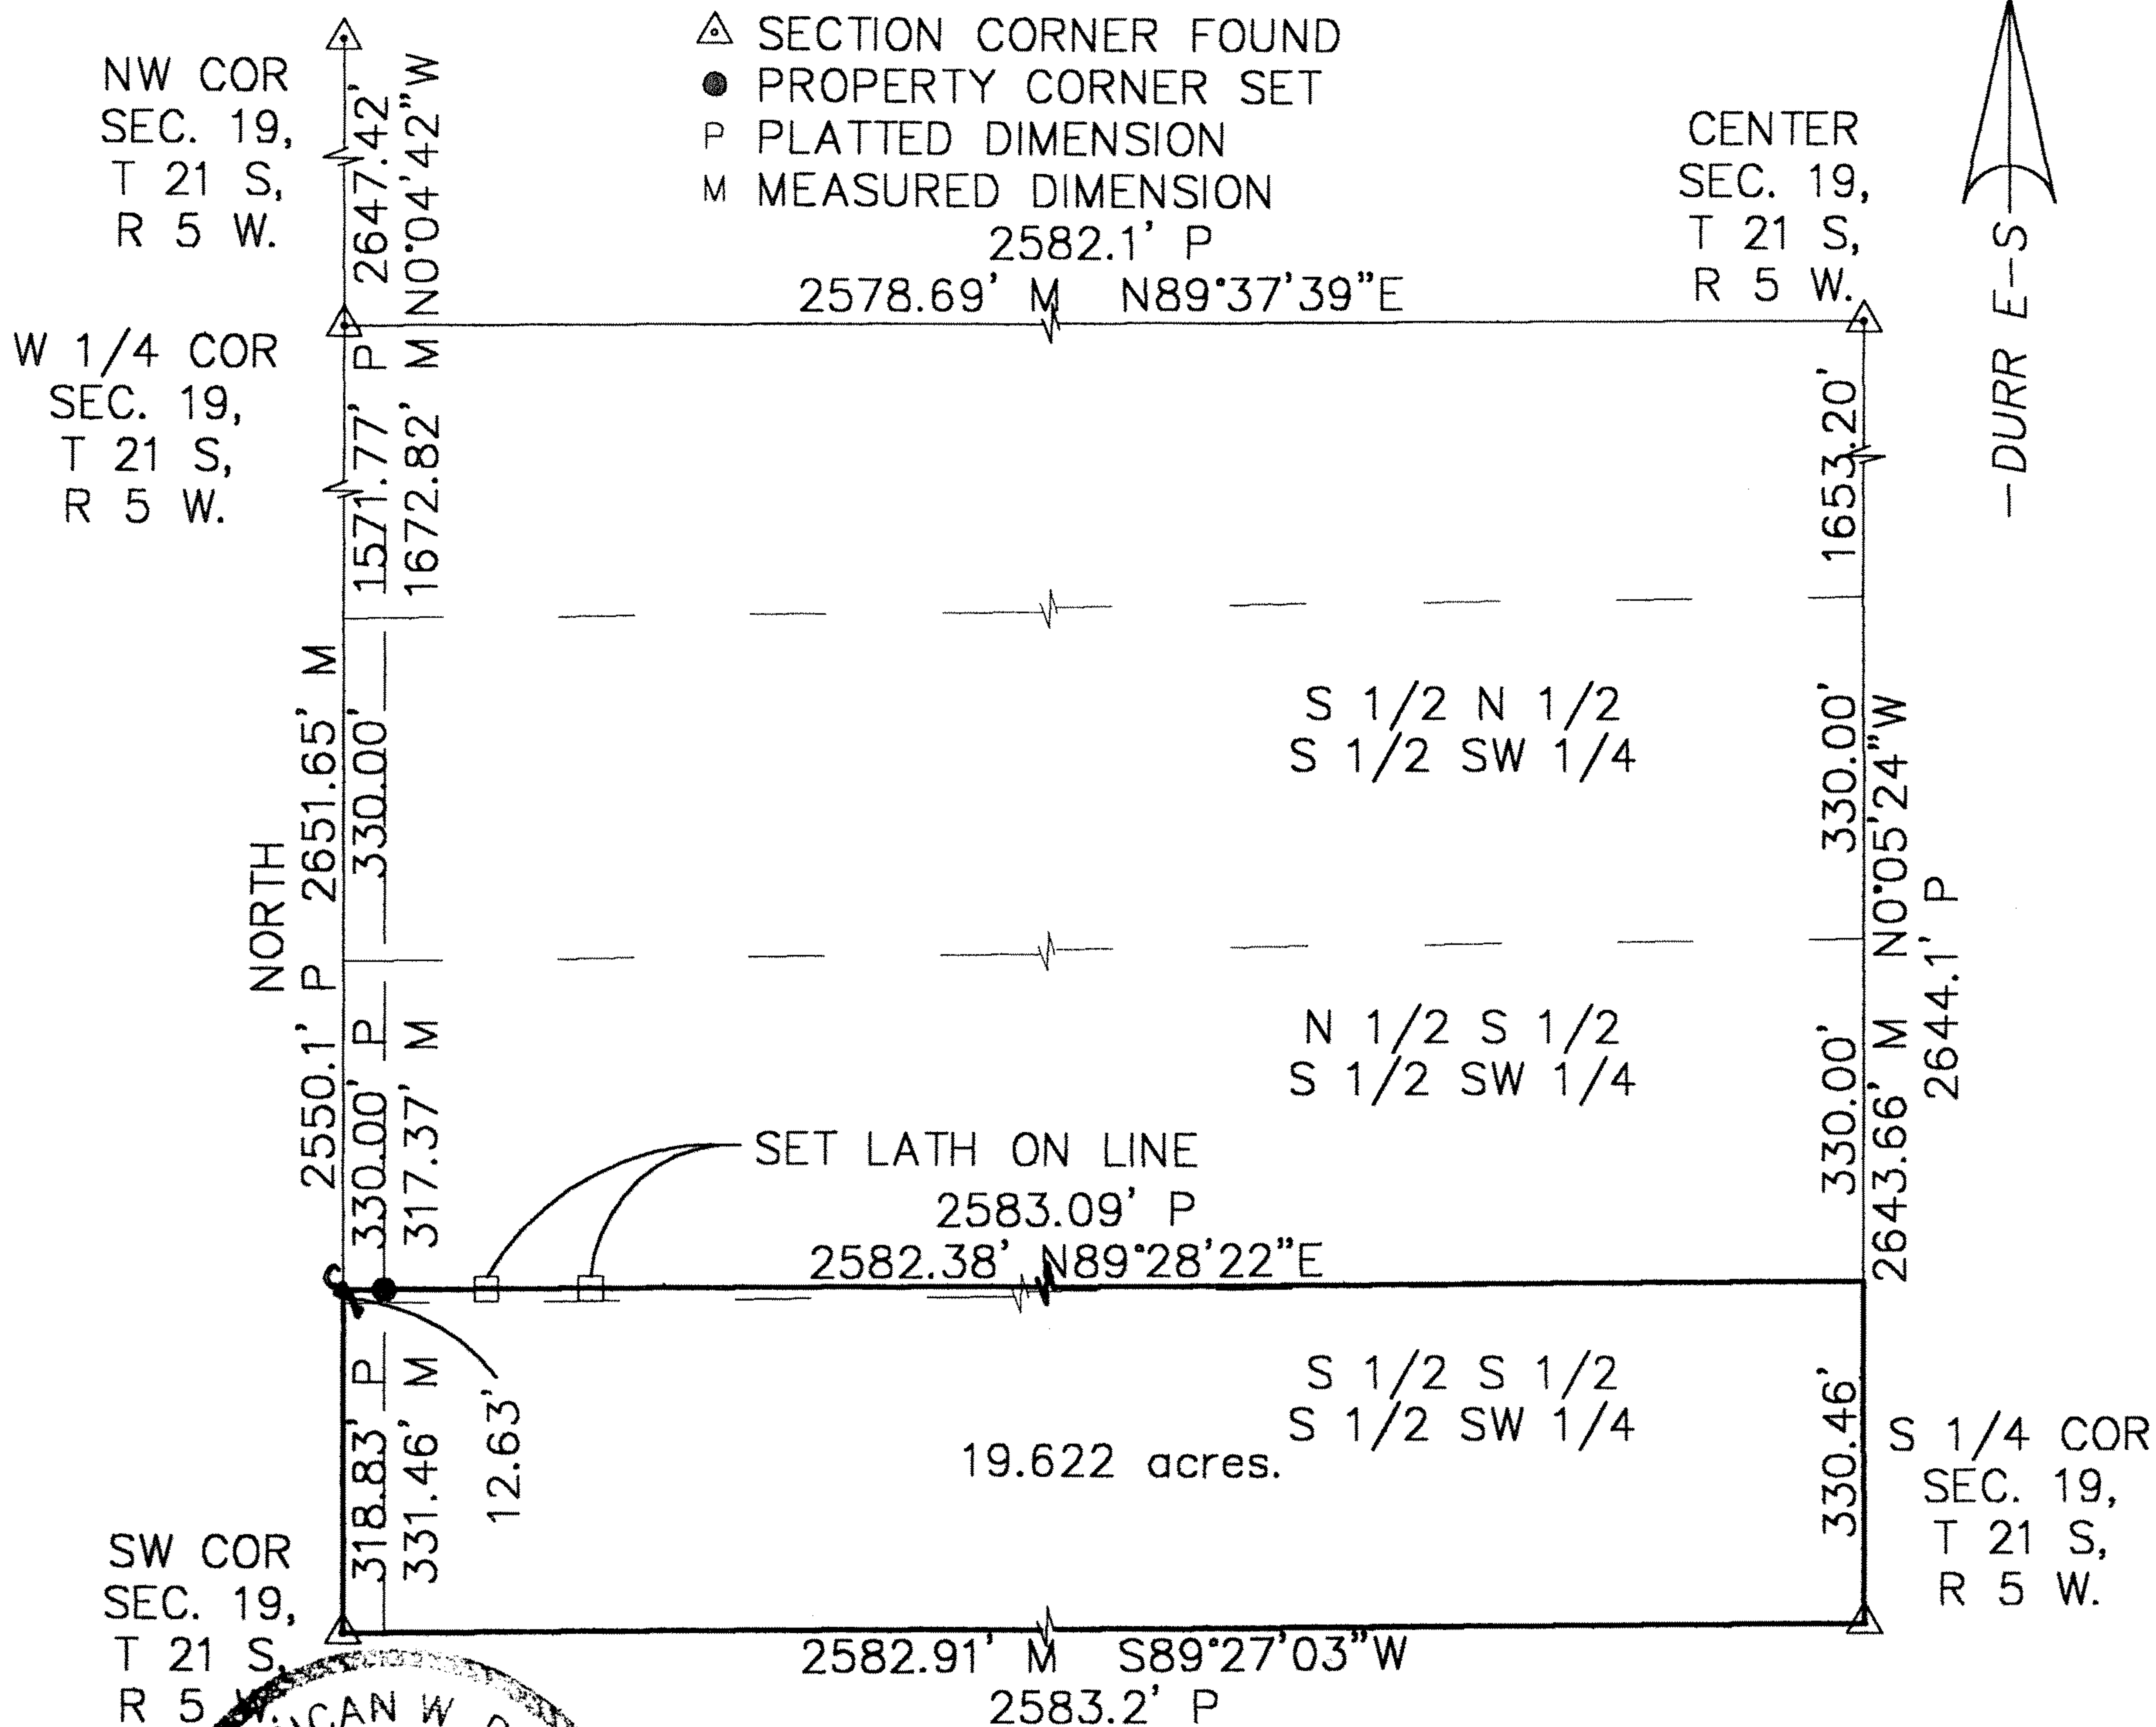 SECTION CORNER FOUND
PROPERTY CORNER SET
P PLATTED DIMENSION
M MEASURED DIMENSION
NW COR
SEC. 19,
T 21 S,
R 5 W.
2647.42'
N0°04'42"W
CENTER
SEC. 19,
T 21 S,
R 5 W.
2582.1' P
2578.69' M N89°37'39"E
DURR E-S
W 1/4 COR
SEC. 19,
T 21 S,
R 5 W.
1571.77' P
1672.82' M
1653.20'
NORTH
2550.1' P 2651.65' M
330.00'
S 1/2 N 1/2
S 1/2 SW 1/4
330.00'
2643.66' M N0°05'24"W
2644.1' P
330.00' P
317.37' M
N 1/2 S 1/2
S 1/2 SW 1/4
330.00'
SET LATH ON LINE
2583.09' P
2582.38' N89°28'22"E
318.83' P
331.46' M
12.63'
S 1/2 S 1/2
S 1/2 SW 1/4
19.622 acres.
330.46'
S 1/4 COR
SEC. 19,
T 21 S,
R 5 W.
SW COR
SEC. 19,
T 21 S,
R 5 W.
2582.91' M S89°27'03"W
2583.2' P
CAN W